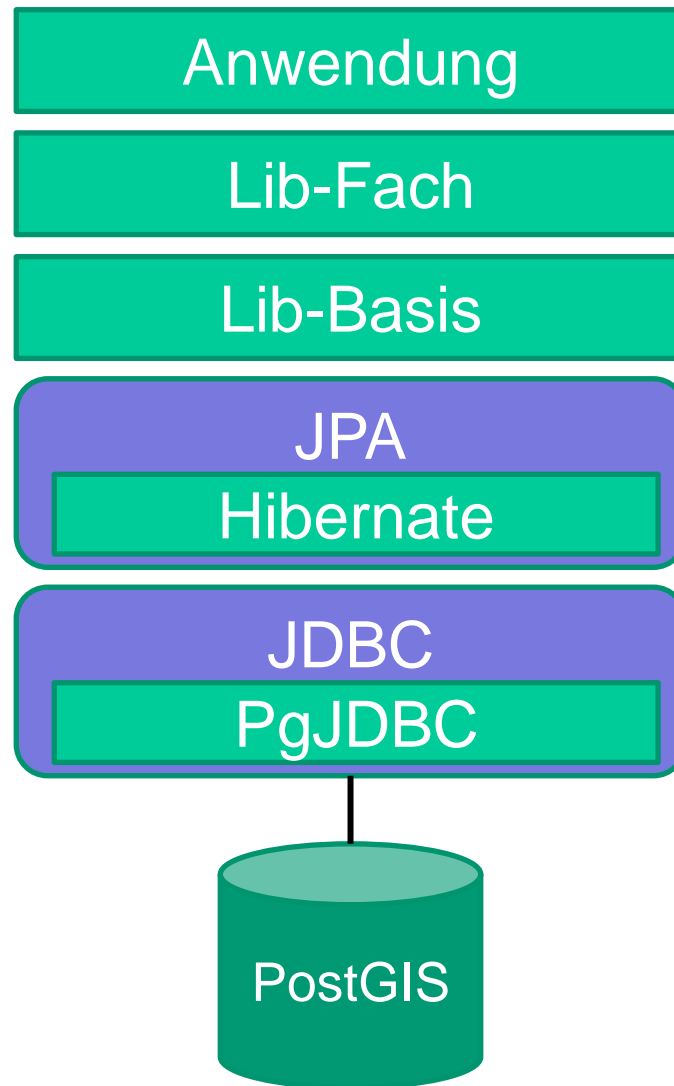 Anwendung
Lib-Fach
Lib-Basis
JPA
Hibernate
JDBC
PgJDBC
PostGIS